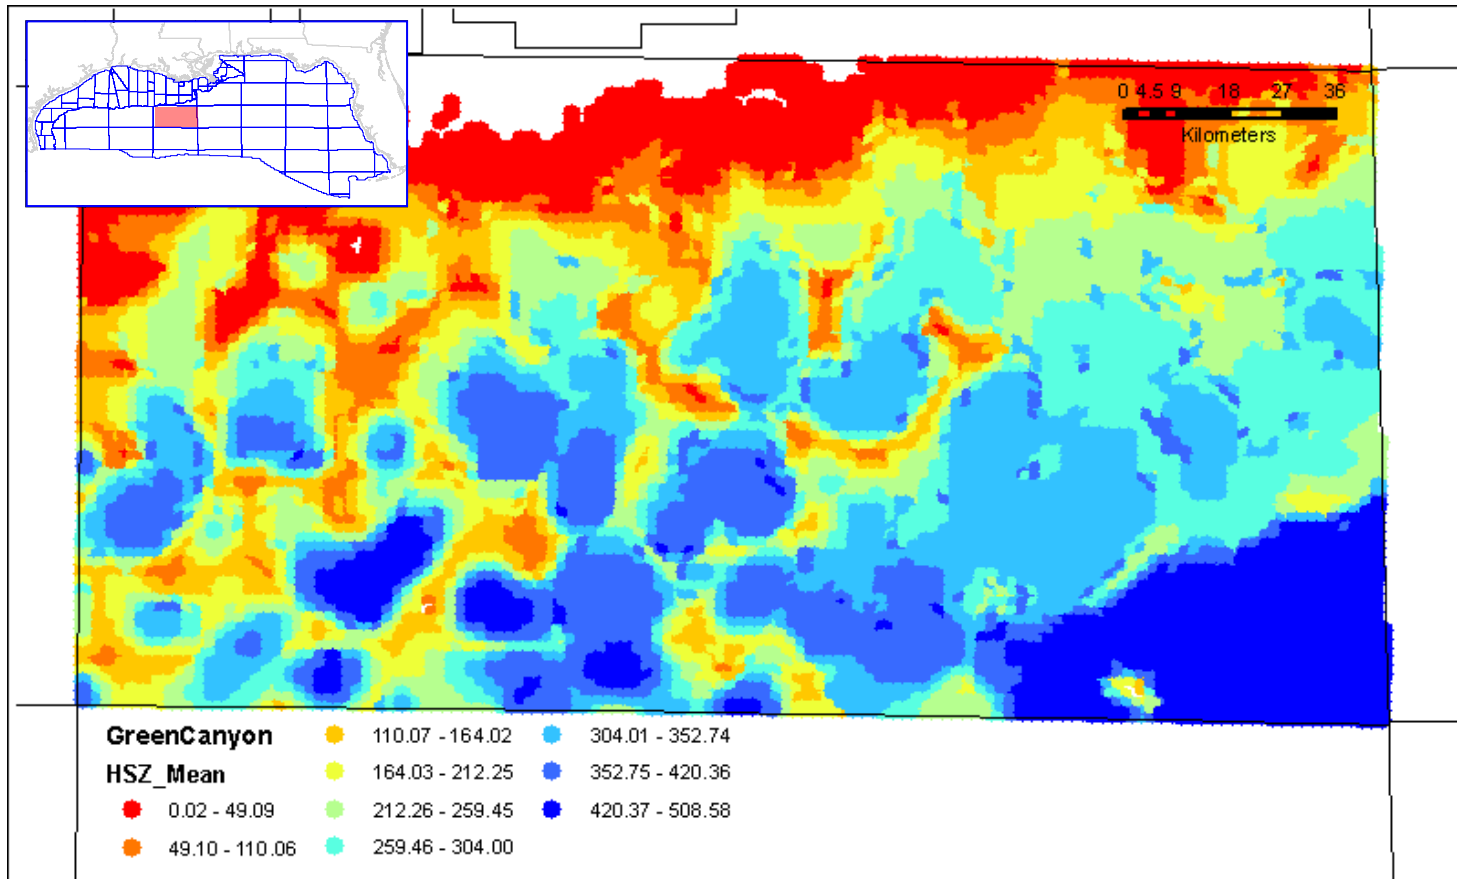 0 4.5 9 18 27 36
Kilometers
GreenCanyon
HSZ_Mean
0.02 - 49.09
49.10 - 110.06
110.07 - 164.02
164.03 - 212.25
212.26 - 259.45
259.46 - 304.00
304.01 - 352.74
352.75 - 420.36
420.37 - 508.58